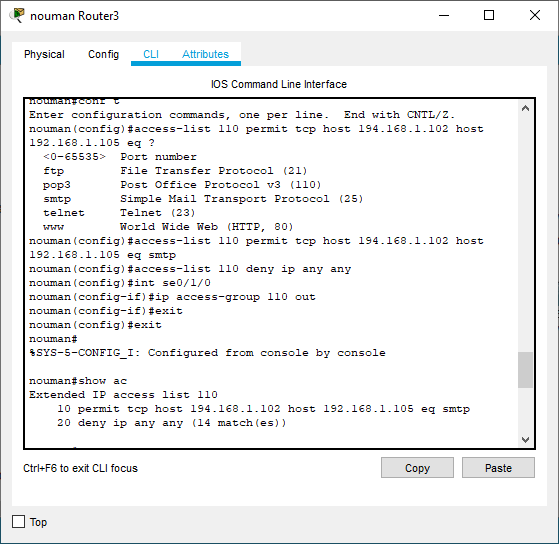 nouman Router3
Physical Config CLI Attributes
IOS Command Line Interface
nouman#conf t
Enter configuration commands, one per line.  End with CNTL/Z.
nouman(config)#access-list 110 permit tcp host 194.168.1.102 host
192.168.1.105 eq ?
  <0-65535>  Port number
  ftp        File Transfer Protocol (21)
  pop3       Post Office Protocol v3 (110)
  smtp       Simple Mail Transport Protocol (25)
  telnet     Telnet (23)
  www        World Wide Web (HTTP, 80)
nouman(config)#access-list 110 permit tcp host 194.168.1.102 host
192.168.1.105 eq smtp
nouman(config)#access-list 110 deny ip any any
nouman(config)#int se0/1/0
nouman(config-if)#ip access-group 110 out
nouman(config-if)#exit
nouman(config)#exit
nouman#
%SYS-5-CONFIG_I: Configured from console by console
nouman#show ac
Extended IP access list 110
    10 permit tcp host 194.168.1.102 host 192.168.1.105 eq smtp
    20 deny ip any any (14 match(es))
Ctrl+F6 to exit CLI focus
Copy
Paste
Top